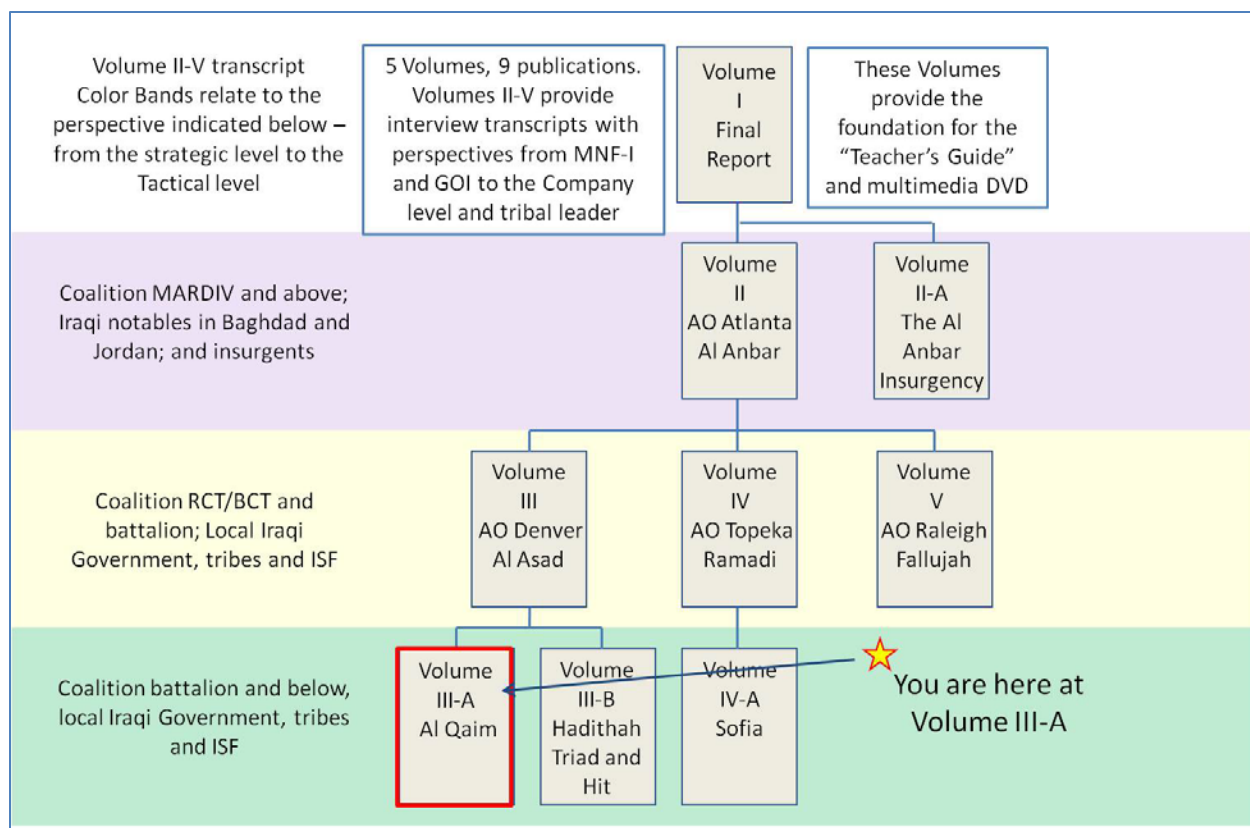 Volume II-V transcript
Color Bands relate to the
perspective indicated below –
from the strategic level to the
Tactical level
5 Volumes, 9 publications.
Volumes II-V provide
interview transcripts with
perspectives from MNF-I
and GOI to the Company
level and tribal leader
Volume
I
Final
Report
These Volumes
provide the
foundation for the
“Teacher’s Guide”
and multimedia DVD
Coalition MARDIV and above;
Iraqi notables in Baghdad and
Jordan; and insurgents
Volume
II
AO Atlanta
Al Anbar
Volume
II-A
The Al
Anbar
Insurgency
Coalition RCT/BCT and
battalion; Local Iraqi
Government, tribes and ISF
Volume
III
AO Denver
Al Asad
Volume
IV
AO Topeka
Ramadi
Volume
V
AO Raleigh
Fallujah
Coalition battalion and below,
local Iraqi Government, tribes
and ISF
Volume
III-A
Al Qaim
Volume
III-B
Hadithah
Triad and
Hit
Volume
IV-A
Sofia
You are here at
Volume III-A